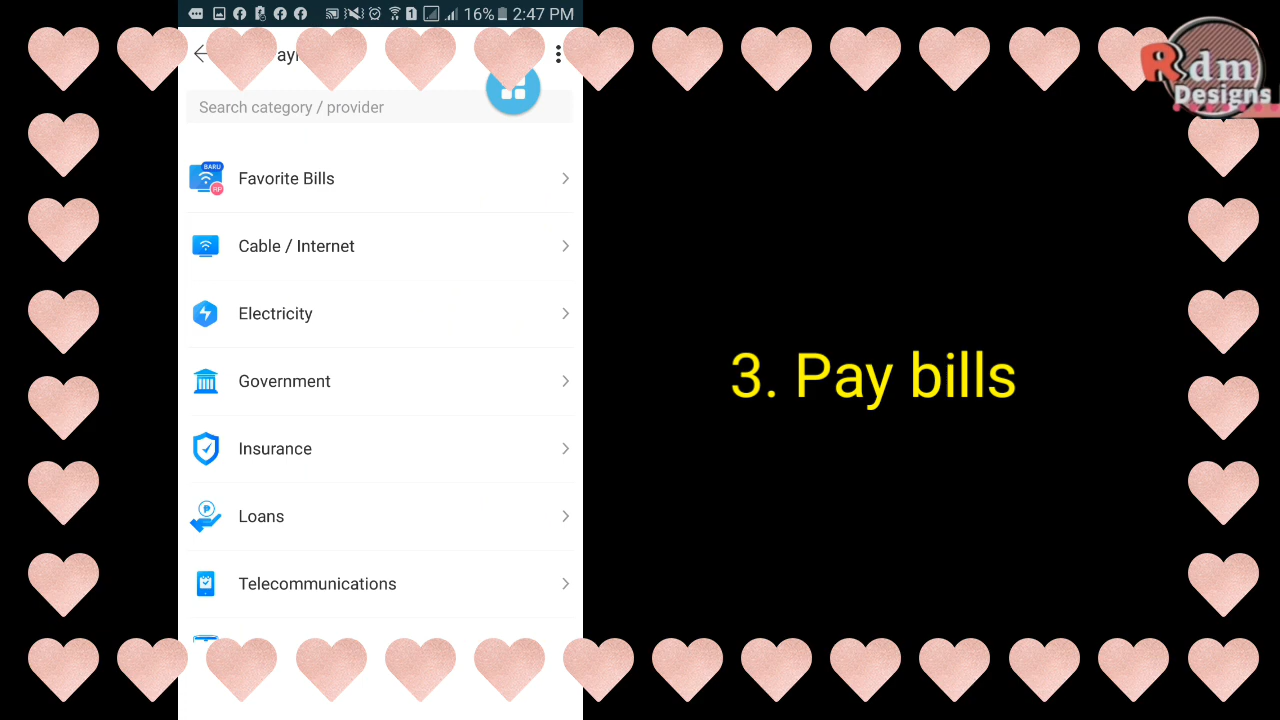 16% 2:47 PM
Search category / provider
BARU
RP
Favorite Bills
Cable / Internet
Electricity
Government
Insurance
Loans
Telecommunications
3. Pay bills
Rdm
Designs